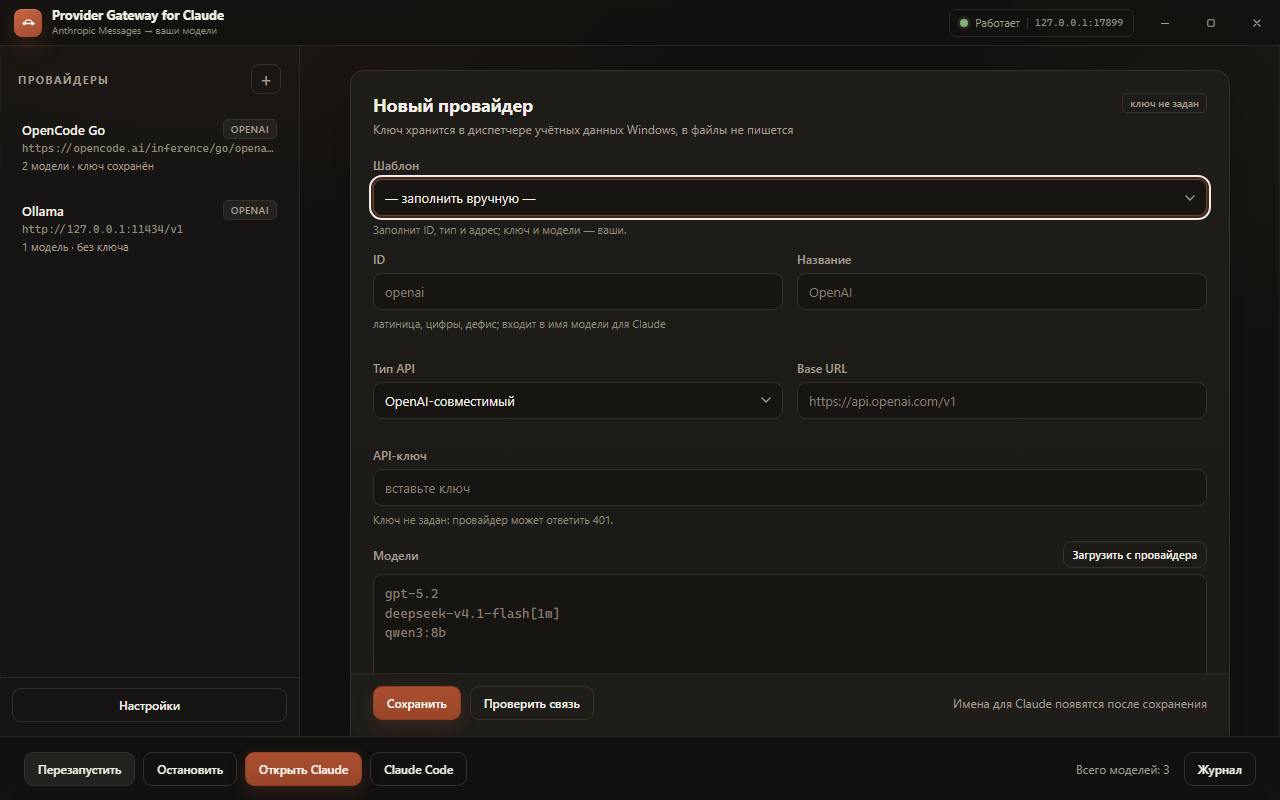 Provider Gateway for Claude
Anthropic Messages → ваши модели
Работает
127.0.0.1:17899
ПРОВАЙДЕРЫ
+
OpenCode Go
OPENAI
https://opencode.ai/inference/go/opena…
2 модели · ключ сохранён
Ollama
OPENAI
http://127.0.0.1:11434/v1
1 модель · без ключа
Настройки
Новый провайдер
ключ не задан
Ключ хранится в диспетчере учётных данных Windows, в файлы не пишется
Шаблон
— заполнить вручную —
Заполнит ID, тип и адрес; ключ и модели — ваши.
ID
Название
openai
OpenAI
латиница, цифры, дефис; входит в имя модели для Claude
Тип API
Base URL
OpenAI-совместимый
https://api.openai.com/v1
API-ключ
вставьте ключ
Ключ не задан: провайдер может ответить 401.
Модели
Загрузить с провайдера
gpt-5.2
deepseek-v4.1-flash[1m]
qwen3:8b
Сохранить
Проверить связь
Имена для Claude появятся после сохранения
Перезапустить
Остановить
Открыть Claude
Claude Code
Всего моделей: 3
Журнал